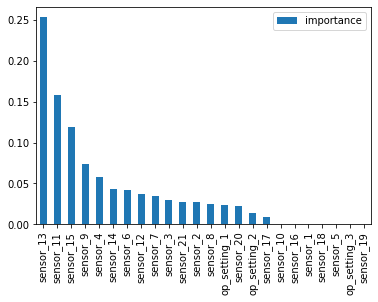 importance
0.25
0.20
0.15
0.10
0.05
0.00
sensor_13
sensor_11
sensor_15
sensor_9
sensor_4
sensor_14
sensor_6
sensor_12
sensor_7
sensor_3
sensor_21
sensor_2
sensor_8
op_setting_1
sensor_20
op_setting_2
sensor_17
sensor_10
sensor_16
sensor_1
sensor_18
sensor_5
op_setting_3
sensor_19